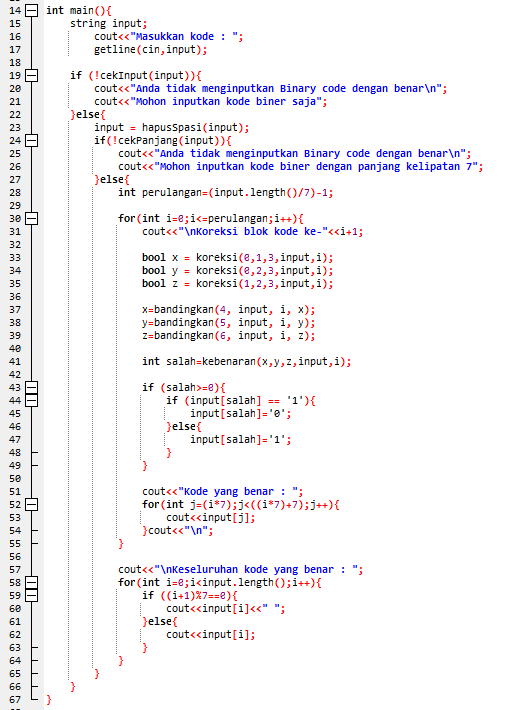 14 int main(){
15 string input;
16 cout<<"Masukkan kode : ";
17 getline(cin,input);
18
19 if (!cekInput(input)){
20 cout<<"Anda tidak menginputkan Binary code dengan benar\n";
21 cout<<"Mohon inputkan kode biner saja";
22 }else{
23 input = hapusSpasi(input);
24 if(!cekPanjang(input)){
25 cout<<"Anda tidak menginputkan Binary code dengan benar\n";
26 cout<<"Mohon inputkan kode biner dengan panjang kelipatan 7";
27 }else{
28 int perulangan=(input.length()/7)-1;
29
30 for(int i=0;i<=perulangan;i++){
31 cout<<"\nKoreksi blok kode ke-"<<i+1;
32
33 bool x = koreksi(0,1,3,input,i);
34 bool y = koreksi(0,2,3,input,i);
35 bool z = koreksi(1,2,3,input,i);
36
37 x=bandingkan(4, input, i, x);
38 y=bandingkan(5, input, i, y);
39 z=bandingkan(6, input, i, z);
40
41 int salah=kebenaran(x,y,z,input,i);
42
43 if (salah>=0){
44 if (input[salah] == '1'){
45 input[salah]='0';
46 }else{
47 input[salah]='1';
48 }
49 }
50
51 cout<<"Kode yang benar : ";
52 for(int j=(i*7);j<((i*7)+7);j++){
53 cout<<input[j];
54 }cout<<"\n";
55 }
56
57 cout<<"\nKeseluruhan kode yang benar : ";
58 for(int i=0;i<input.length();i++){
59 if ((i+1)%7==0){
60 cout<<input[i]<<" ";
61 }else{
62 cout<<input[i];
63 }
64 }
65 }
66 }
67 }